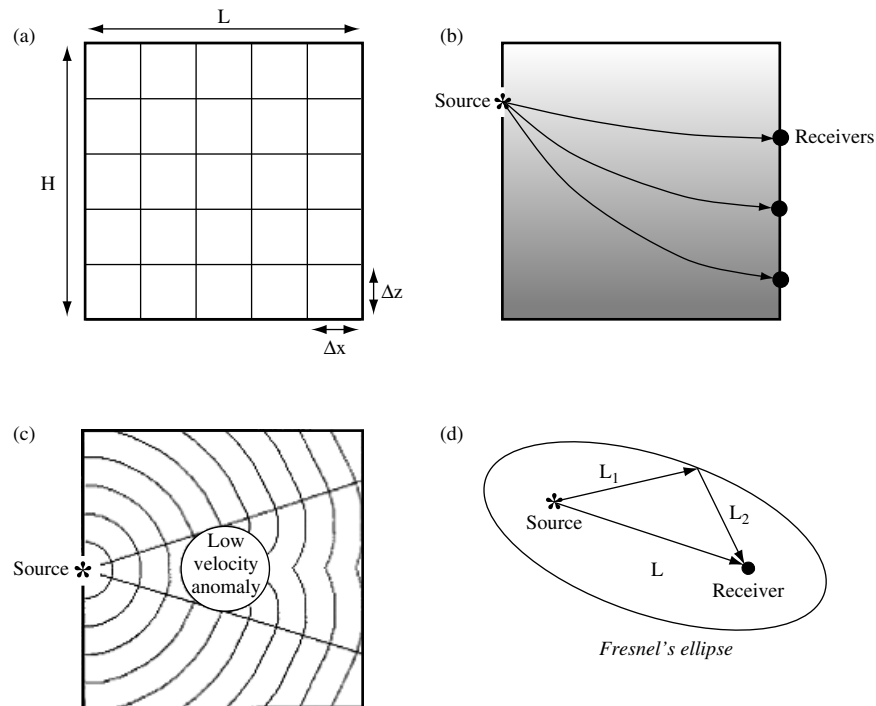 (a)
L
H
Δz
Δx
(b)
Source
Receivers
(c)
Source
Low
velocity
anomaly
(d)
L₁
Source
L₂
L
Receiver
Fresnel's ellipse